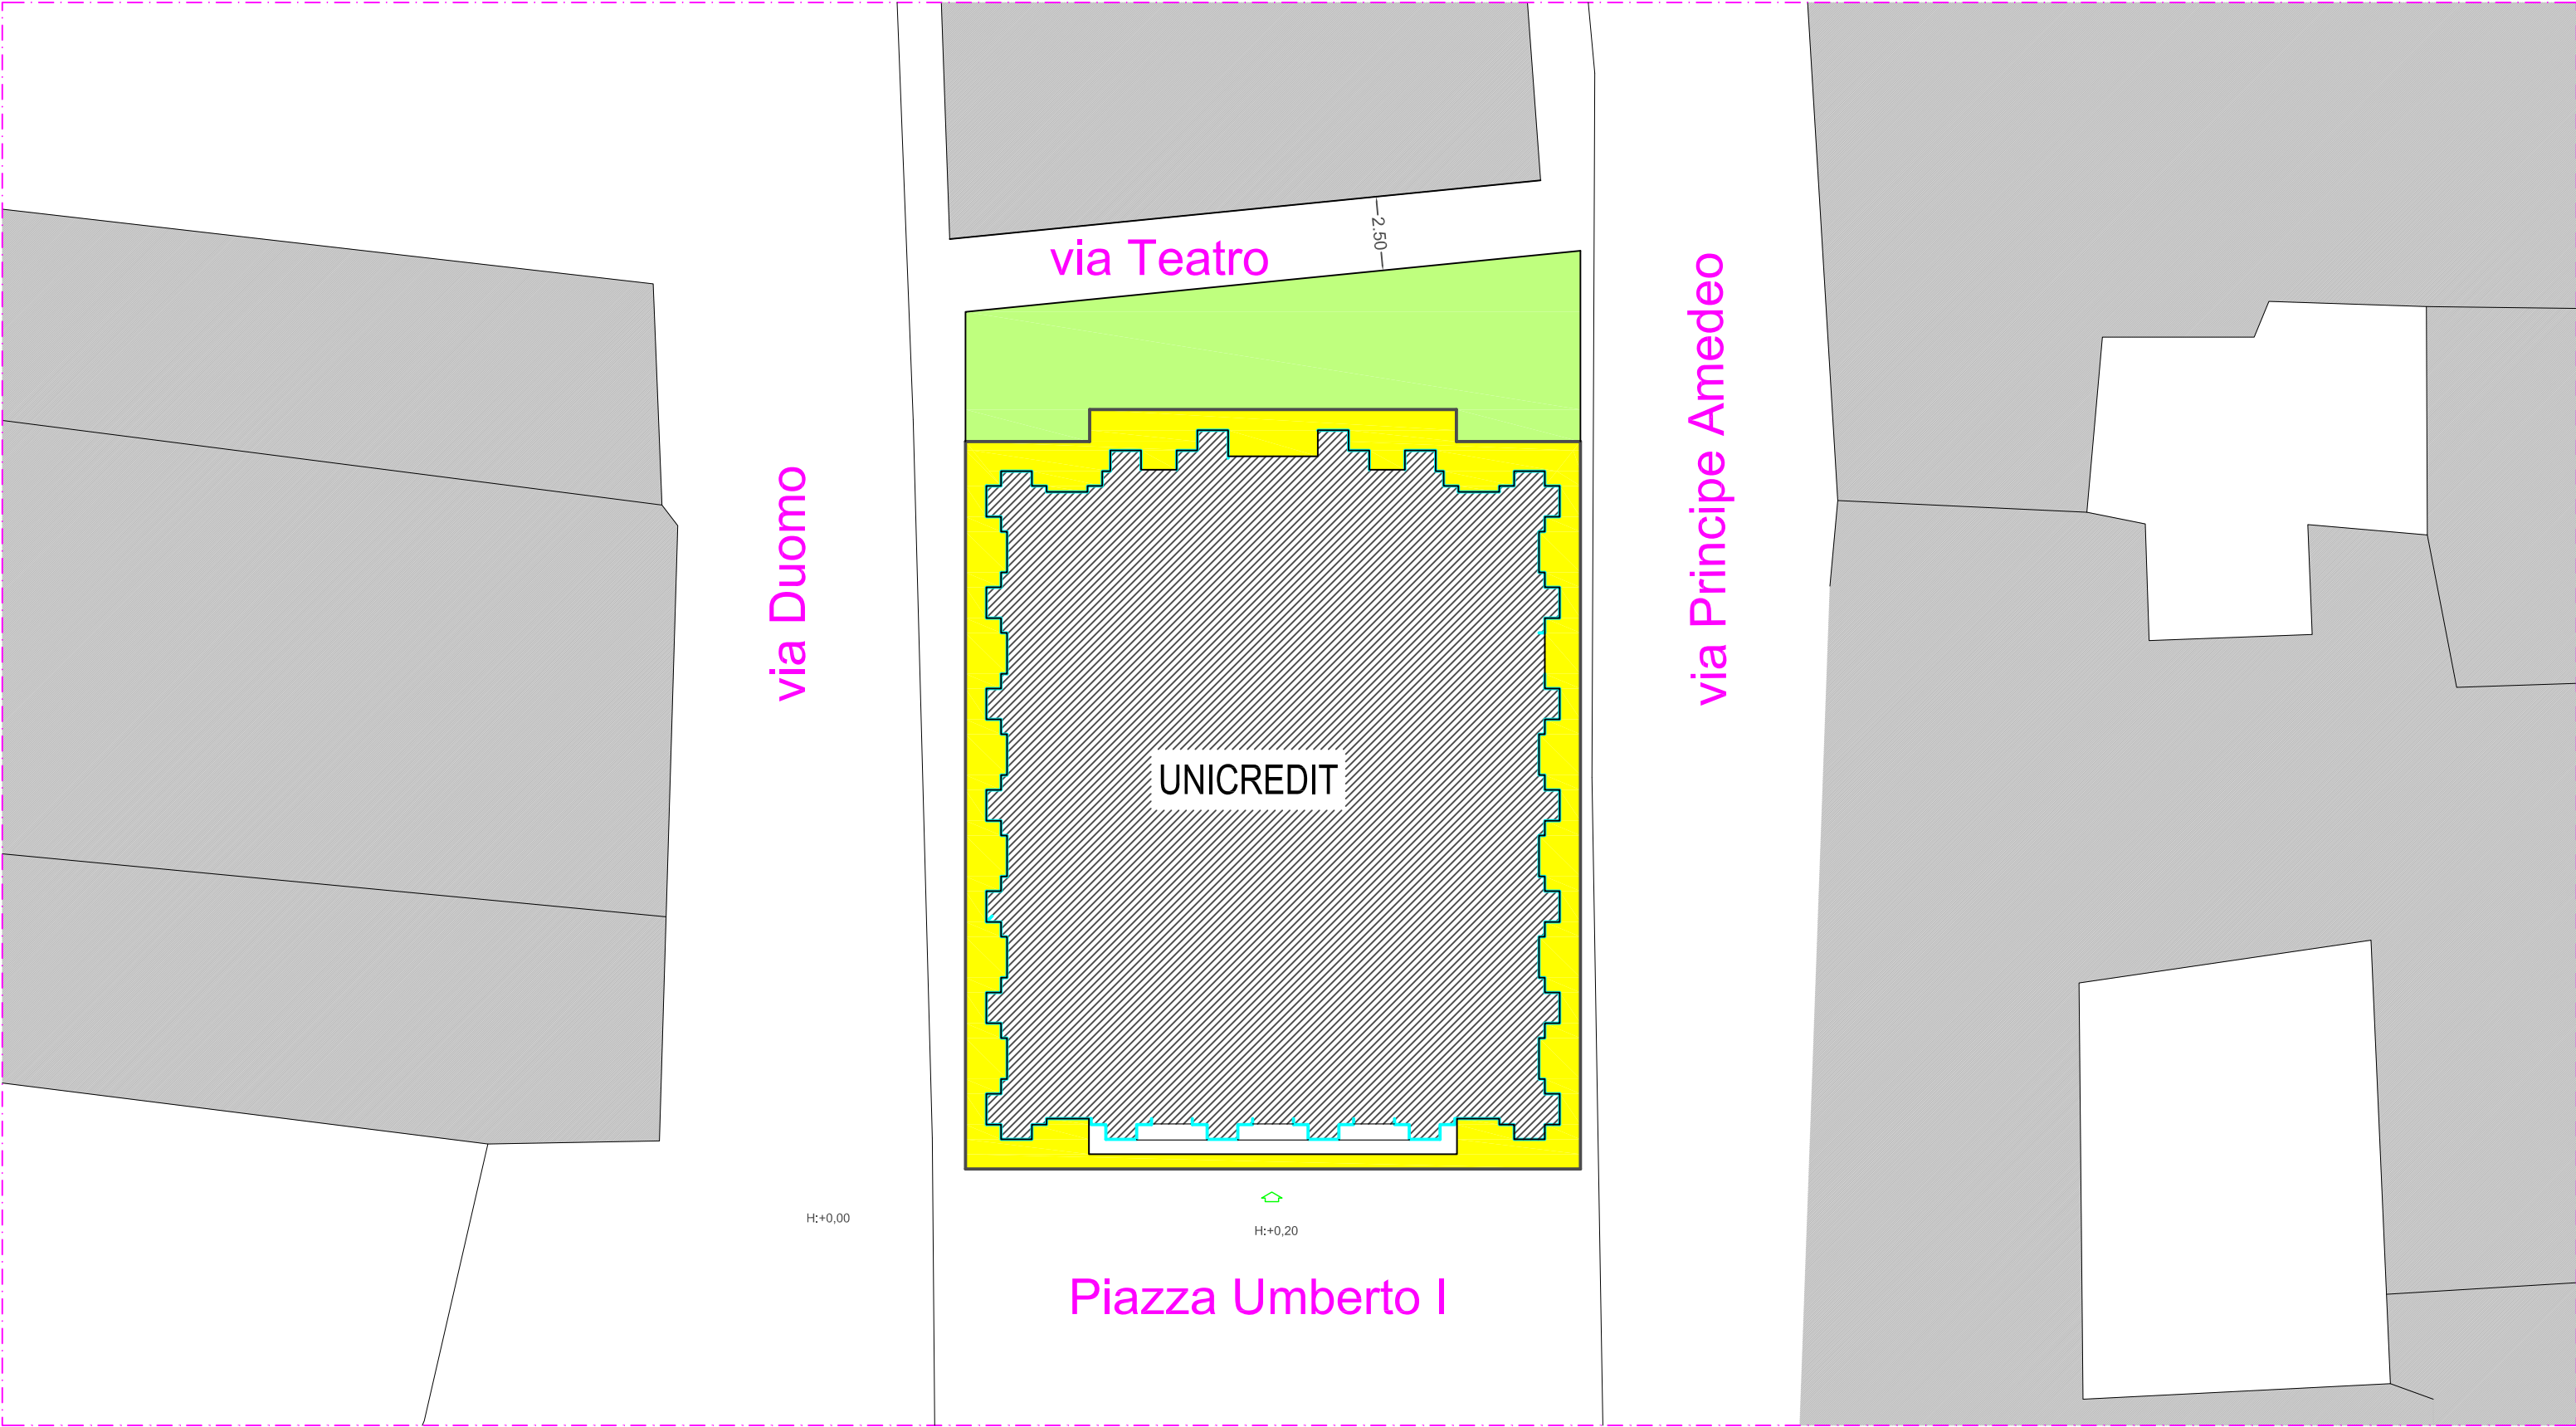 2.50
via Teatro
via Principe Amedeo
via Duomo
UNICREDIT
H:+0,00
H:+0,20
Piazza Umberto I